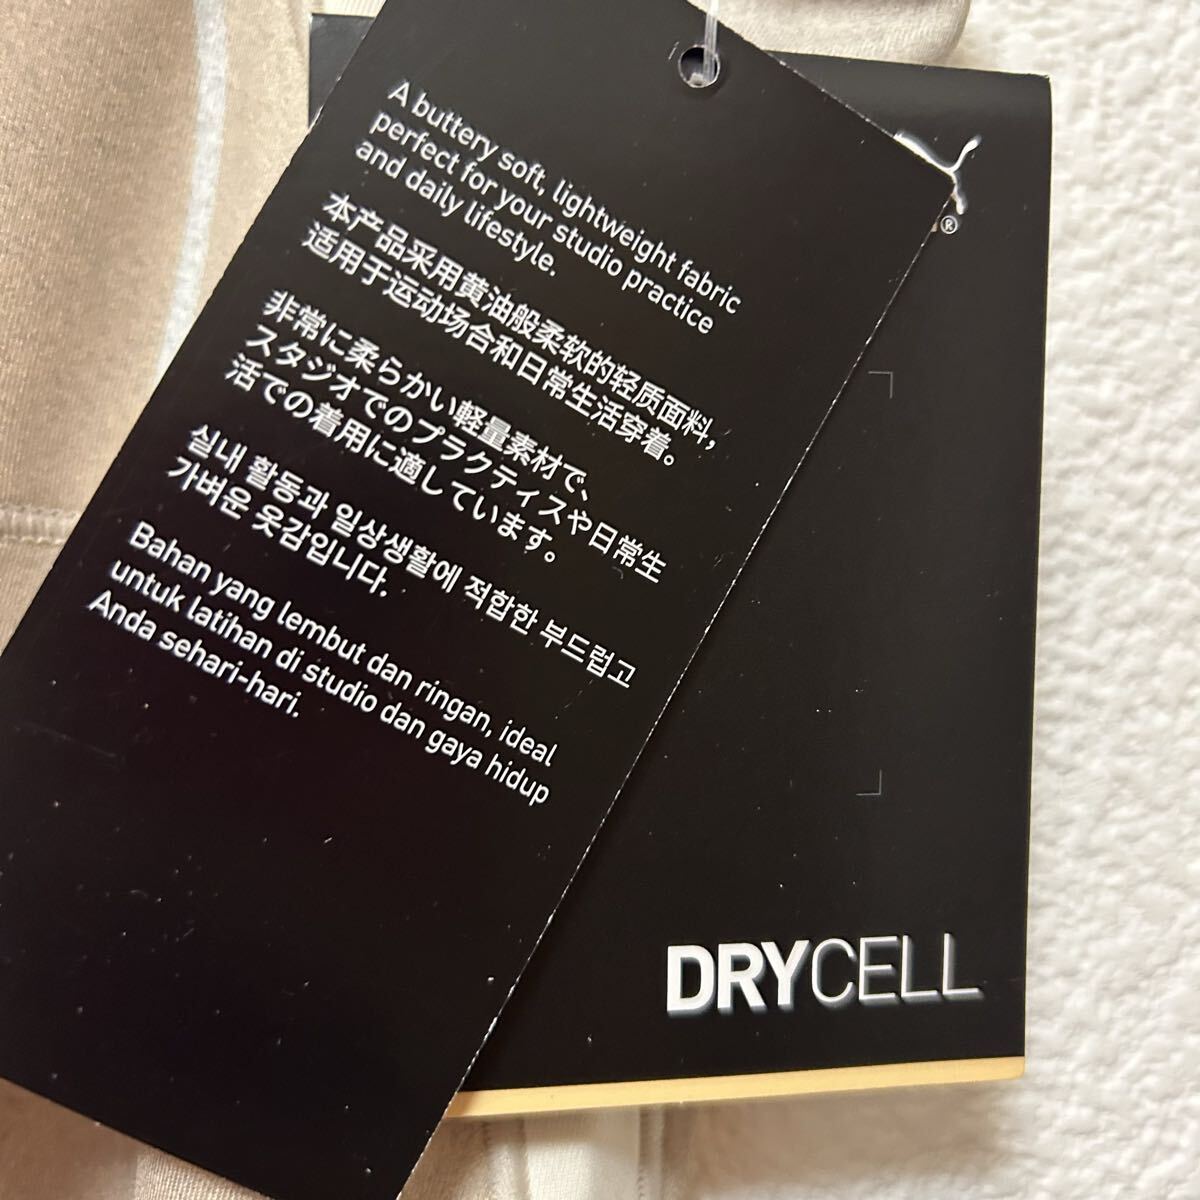 A buttery soft, lightweight fabric
perfect for your studio practice
and daily lifestyle.
本产品采用黄油般柔软的轻质面料，
适用于运动场合和日常生活穿着。
非常に柔らかい軽量素材で、
スタジオでのプラクティスや日常生
活での着用に適しています。
실내 활동과 일상생활에 적합한 부드럽고
가벼운 옷감입니다.
Bahan yang lembut dan ringan, ideal
untuk latihan di studio dan gaya hidup
Anda sehari-hari.
®
DRYCELL